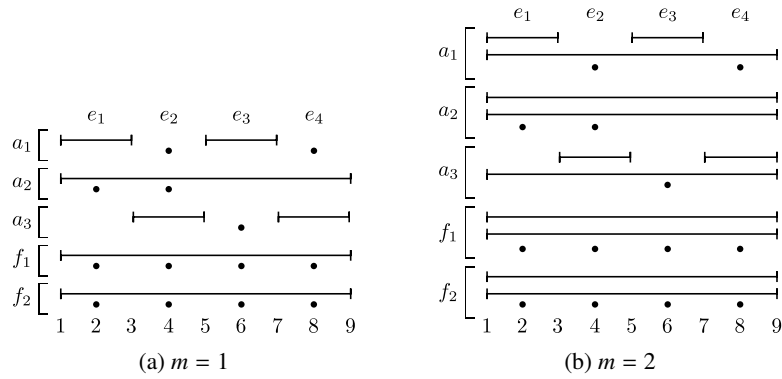 e₁ e₂ e₃ e₄
a₁
a₂
a₃
f₁
f₂
1 2 3 4 5 6 7 8 9
(a) m = 1
e₁ e₂ e₃ e₄
a₁
a₂
a₃
f₁
f₂
1 2 3 4 5 6 7 8 9
(b) m = 2